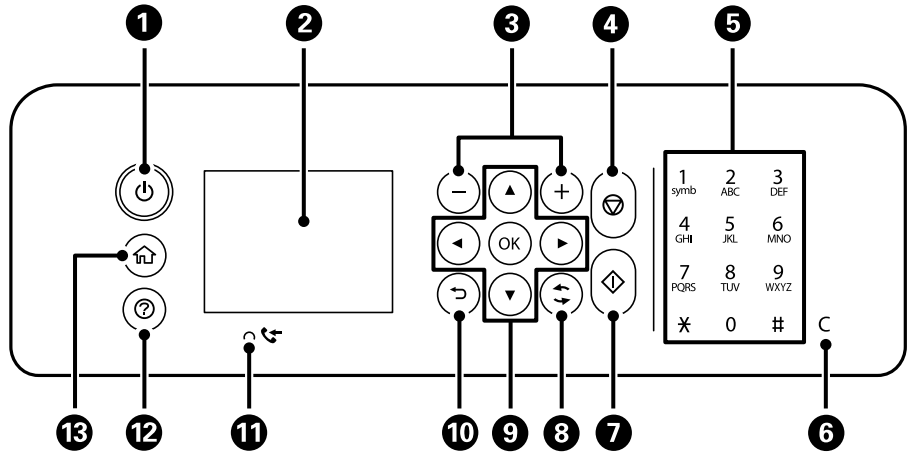 1 2 3 4 5
1 symb 2 ABC 3 DEF
4 GHI 5 JKL 6 MNO
OK
7 PQRS 8 TUV 9 WXYZ
* 0 # C
13 12 11 10 9 8 7 6